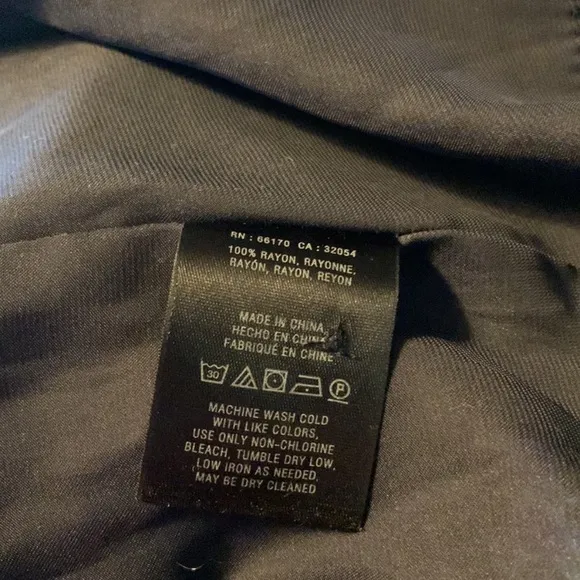 RN : 66170 CA : 32054
100% RAYON, RAYONNE,
RAYÓN, RAYON, REYON
MADE IN CHINA
HECHO EN CHINA
FABRIQUÉ EN CHINE
30 P
MACHINE WASH COLD
WITH LIKE COLORS,
USE ONLY NON-CHLORINE
BLEACH, TUMBLE DRY LOW,
LOW IRON AS NEEDED,
MAY BE DRY CLEANED